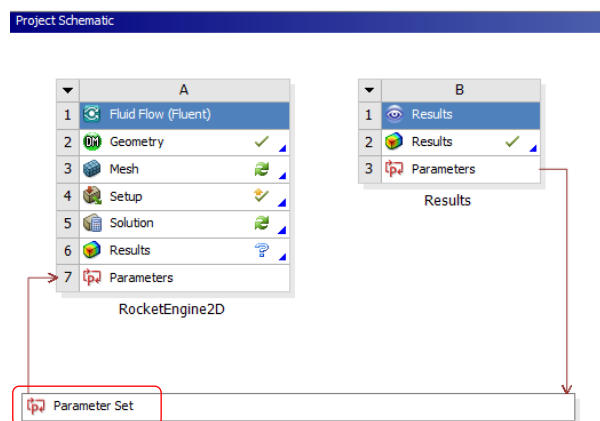 Project Schematic
A
1 Fluid Flow (Fluent)
2 DM Geometry
3 Mesh
4 Setup
5 Solution
6 Results ?
7 Parameters
RocketEngine2D
B
1 Results
2 Results
3 Parameters
Results
Parameter Set